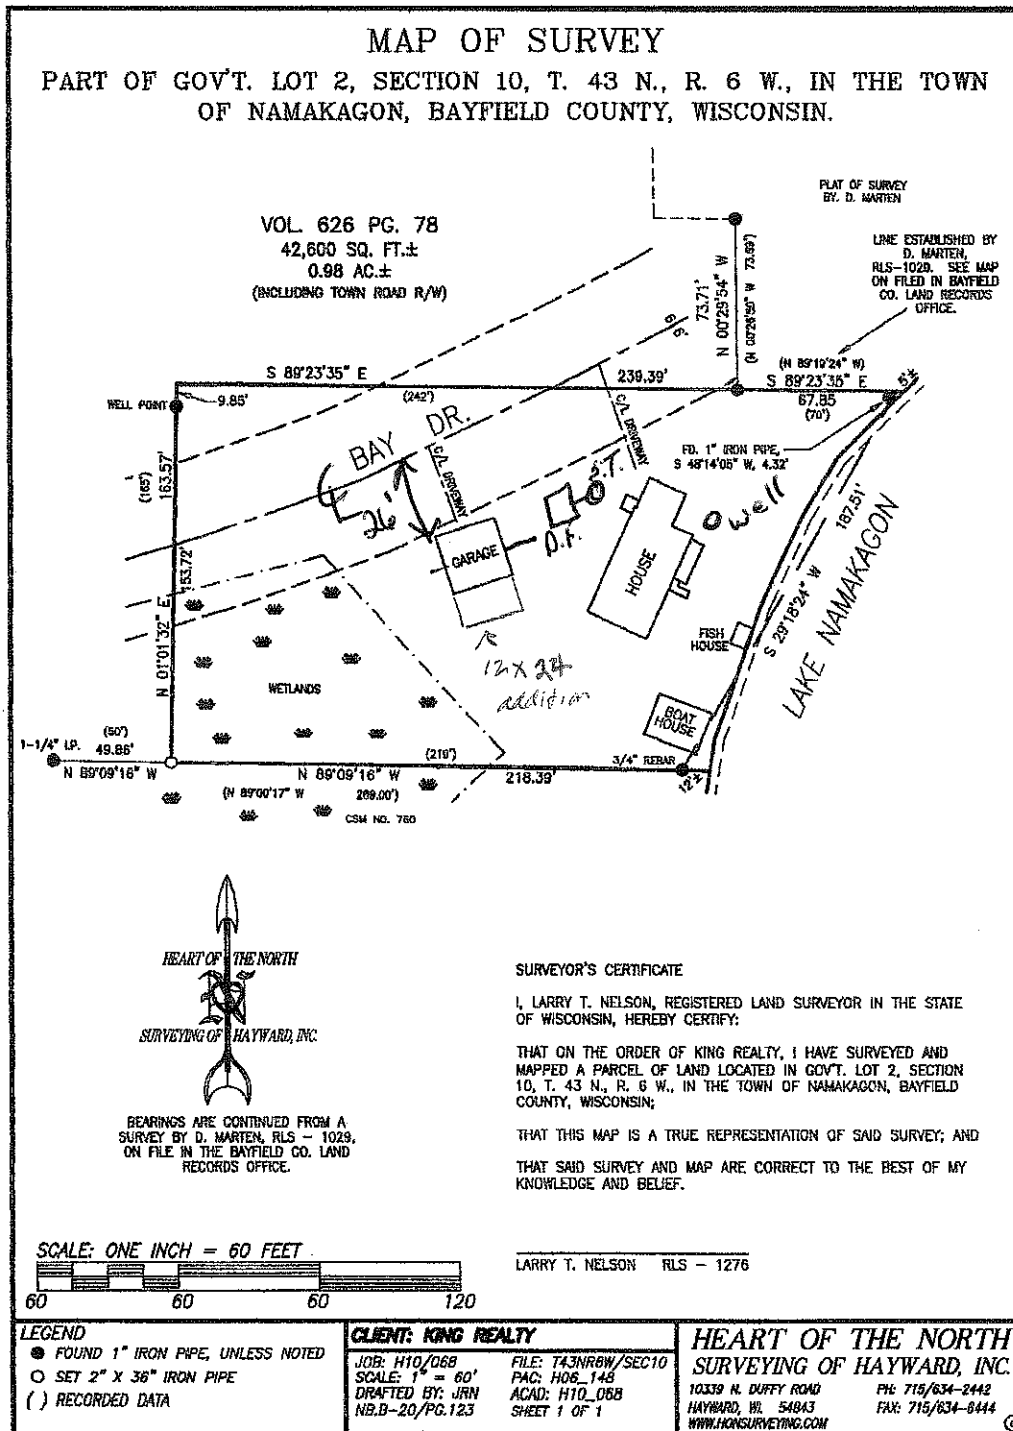 MAP OF SURVEY
PART OF GOV'T. LOT 2, SECTION 10, T. 43 N., R. 6 W., IN THE TOWN
OF NAMAKAGON, BAYFIELD COUNTY, WISCONSIN.
PLAT OF SURVEY
BY. D. MARTEN
VOL. 626 PG. 78
42,600 SQ. FT.±
0.98 AC.±
(INCLUDING TOWN ROAD R/W)
LINE ESTABLISHED BY
D. MARTEN,
RLS-1029. SEE MAP
ON FILED IN BAYFIELD
CO. LAND RECORDS
OFFICE.
73.71'
N 00°29'54" W
(N 00°26'50" W 73.69')
66'
(N 89°19'24" W)
S 89°23'35" E
239.39'
(242')
S 89°23'35" E
67.85
(70')
5'±
WELL POINT
9.85'
BAY DR.
C/L DRIVEWAY
C/L DRIVEWAY
FD. 1" IRON PIPE,
S 48°14'05" W, 4.32'
(165')
163.57'
153.72'
N 01°01'32" E
26'
S.T.
D.F.
well
GARAGE
HOUSE
187.51'
S 29°18'24" W
LAKE NAMAKAGON
FISH
HOUSE
12 x 24
addition
WETLANDS
BOAT
HOUSE
1-1/4" I.P.
(50')
49.86'
N 89°09'16" W
N 89°09'16" W
(219')
218.39'
3/4" REBAR
12'±
(N 89°00'17" W 269.00')
CSM NO. 760
HEART OF THE NORTH
SURVEYING OF HAYWARD, INC.
BEARINGS ARE CONTINUED FROM A
SURVEY BY D. MARTEN, RLS - 1029,
ON FILE IN THE BAYFIELD CO. LAND
RECORDS OFFICE.
SURVEYOR'S CERTIFICATE
I, LARRY T. NELSON, REGISTERED LAND SURVEYOR IN THE STATE
OF WISCONSIN, HEREBY CERTIFY:
THAT ON THE ORDER OF KING REALTY, I HAVE SURVEYED AND
MAPPED A PARCEL OF LAND LOCATED IN GOV'T. LOT 2, SECTION
10, T. 43 N., R. 6 W., IN THE TOWN OF NAMAKAGON, BAYFIELD
COUNTY, WISCONSIN;
THAT THIS MAP IS A TRUE REPRESENTATION OF SAID SURVEY; AND
THAT SAID SURVEY AND MAP ARE CORRECT TO THE BEST OF MY
KNOWLEDGE AND BELIEF.
LARRY T. NELSON RLS - 1276
SCALE: ONE INCH = 60 FEET
60 60 60 120
LEGEND
FOUND 1" IRON PIPE, UNLESS NOTED
SET 2" X 36" IRON PIPE
( ) RECORDED DATA
CLIENT: KING REALTY
JOB: H10/068 FILE: T43NR6W/SEC10
SCALE: 1" = 60' PAC: H06_148
DRAFTED BY: JRN ACAD: H10_068
NB.B-20/PG.123 SHEET 1 OF 1
HEART OF THE NORTH
SURVEYING OF HAYWARD, INC.
10339 N. DUFFY ROAD PH: 715/634-2442
HAYWARD, WI. 54843 FAX: 715/634-6444
WWW.HONSURVEYING.COM